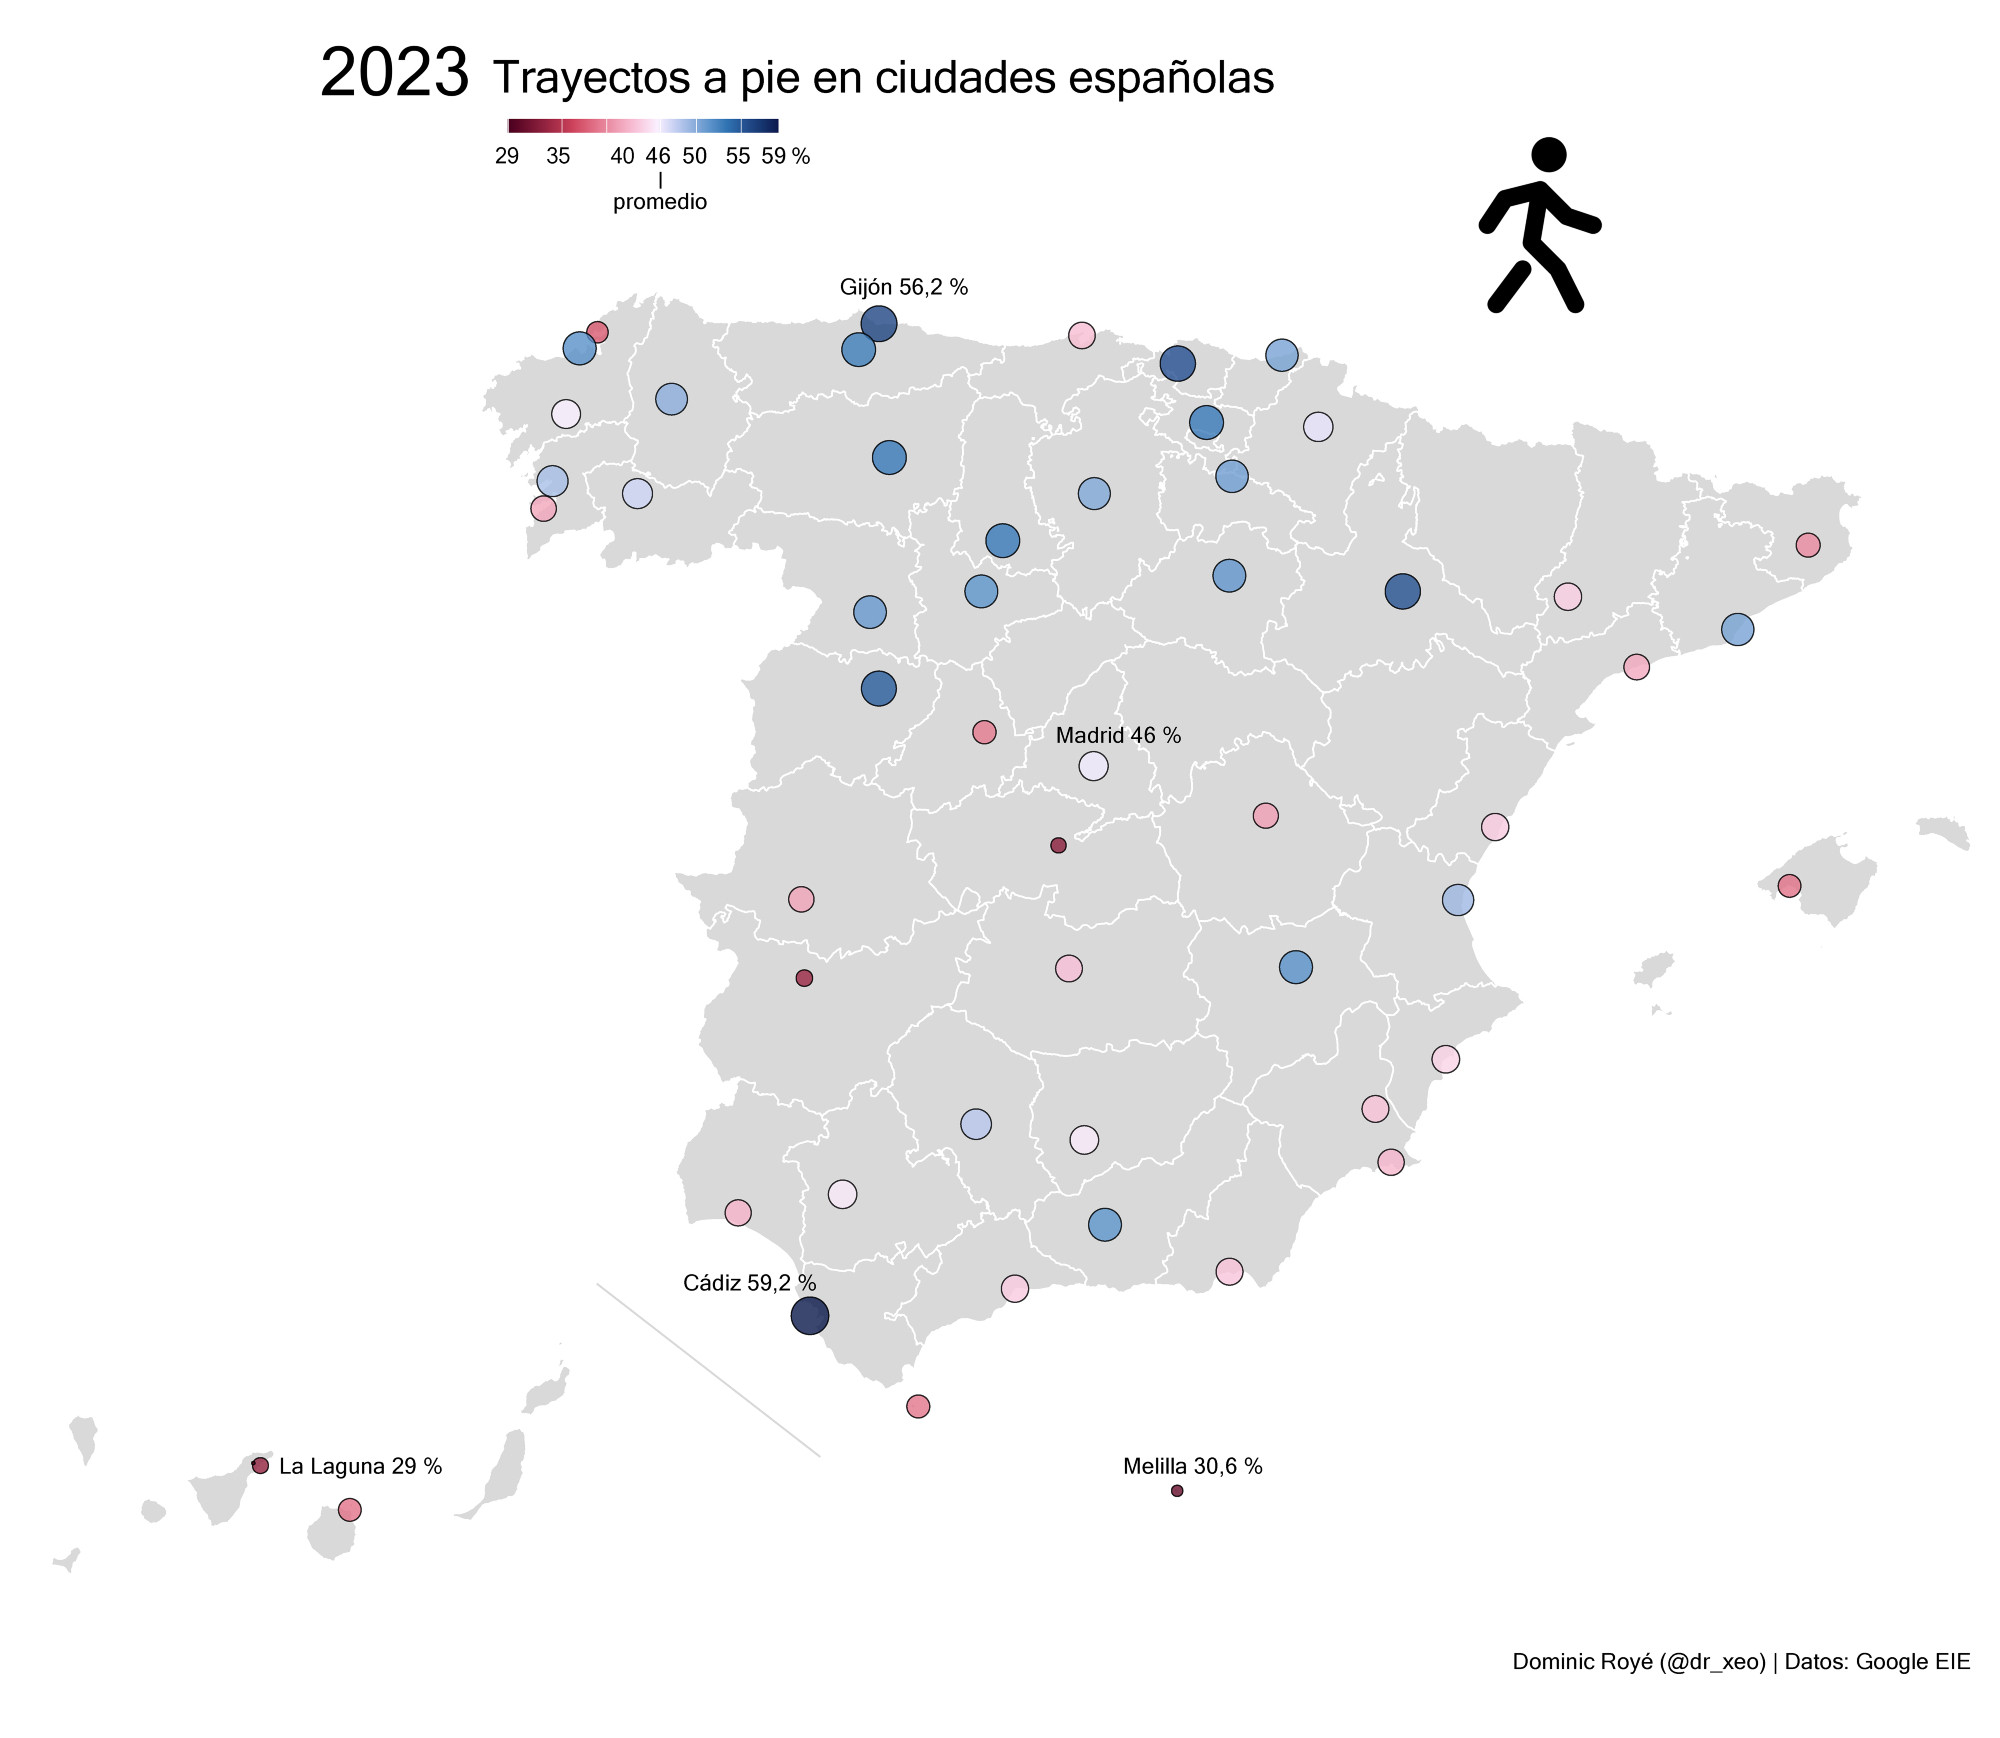 2023 Trayectos a pie en ciudades españolas
29 35 40 46 50 55 59 %
promedio
Gijón 56,2 %
Madrid 46 %
Cádiz 59,2 %
La Laguna 29 %
Melilla 30,6 %
Dominic Royé (@dr_xeo) | Datos: Google EIE